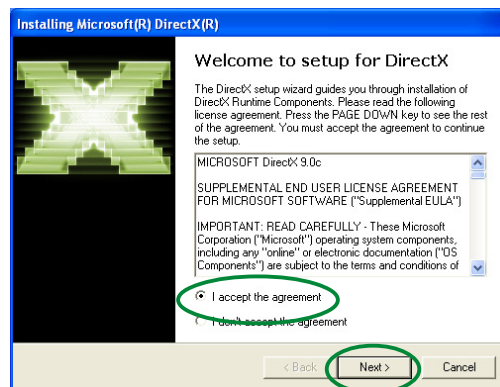 Installing Microsoft(R) DirectX(R)
Welcome to setup for DirectX
The DirectX setup wizard guides you through installation of
DirectX Runtime Components. Please read the following
license agreement. Press the PAGE DOWN key to see the rest
of the agreement. You must accept the agreement to continue
the setup.
MICROSOFT DirectX 9.0c
SUPPLEMENTAL END USER LICENSE AGREEMENT
FOR MICROSOFT SOFTWARE ("Supplemental EULA")
IMPORTANT: READ CAREFULLY - These Microsoft
Corporation ("Microsoft") operating system components,
including any "online" or electronic documentation ("OS
Components") are subject to the terms and conditions of
I accept the agreement
I don't accept the agreement
< Back
Next >
Cancel